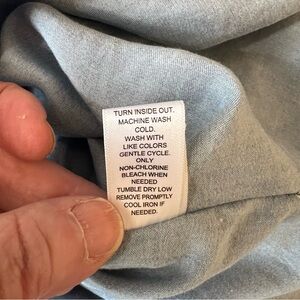 TURN INSIDE OUT.
MACHINE WASH
COLD.
WASH WITH
LIKE COLORS
GENTLE CYCLE.
ONLY
NON-CHLORINE
BLEACH WHEN
NEEDED
TUMBLE DRY LOW
REMOVE PROMPTLY
COOL IRON IF
NEEDED.